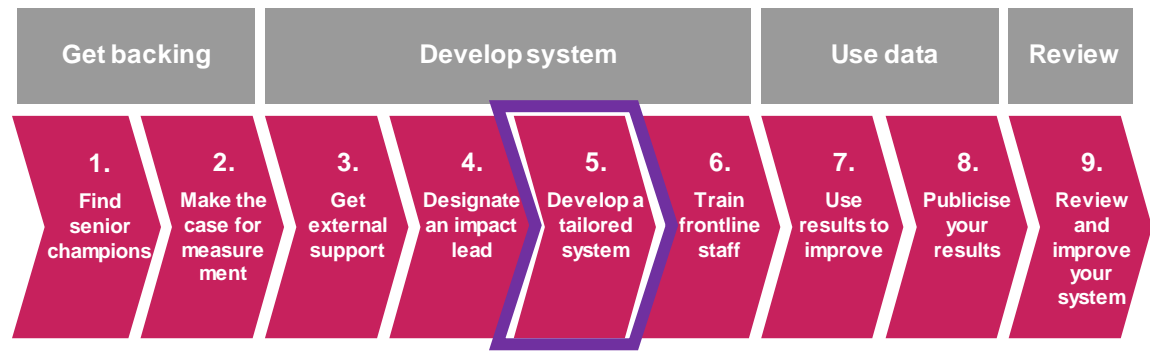 Get backing
Develop system
Use data
Review
1.
Find
senior
champions
2.
Make the
case for
measure
ment
3.
Get
external
support
4.
Designate
an impact
lead
5.
Develop a
tailored
system
6.
Train
frontline
staff
7.
Use
results to
improve
8.
Publicise
your
results
9.
Review
and
improve
your
system